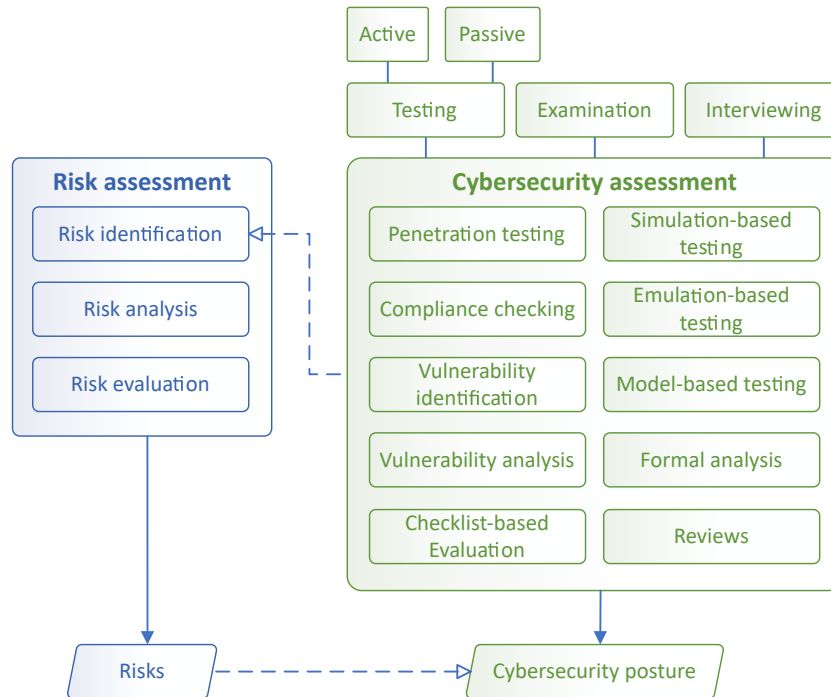 Active
Passive
Testing
Examination
Interviewing
Risk assessment
Risk identification
Risk analysis
Risk evaluation
Cybersecurity assessment
Penetration testing
Simulation-based
testing
Compliance checking
Emulation-based
testing
Vulnerability
identification
Model-based testing
Vulnerability analysis
Formal analysis
Checklist-based
Evaluation
Reviews
Risks
Cybersecurity posture